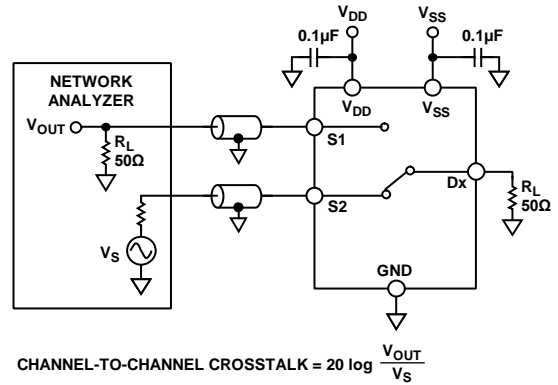 V_DD
V_SS
0.1µF
0.1µF
V_DD
V_SS
NETWORK
ANALYZER
V_OUT
R_L
50Ω
S1
S2
Dx
R_L
50Ω
V_S
GND
CHANNEL-TO-CHANNEL CROSSTALK = 20 log V_OUT / V_S